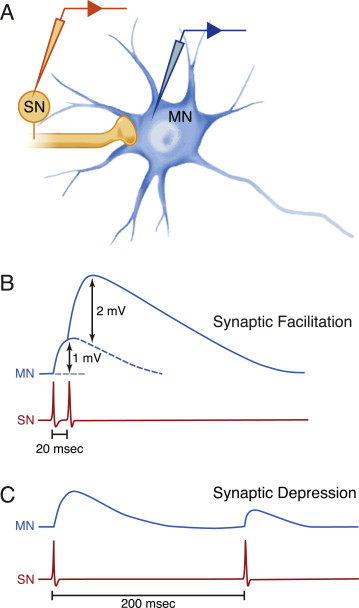 A
SN
MN
B
2 mV
Synaptic Facilitation
1 mV
MN
SN
20 msec
C
Synaptic Depression
MN
SN
200 msec